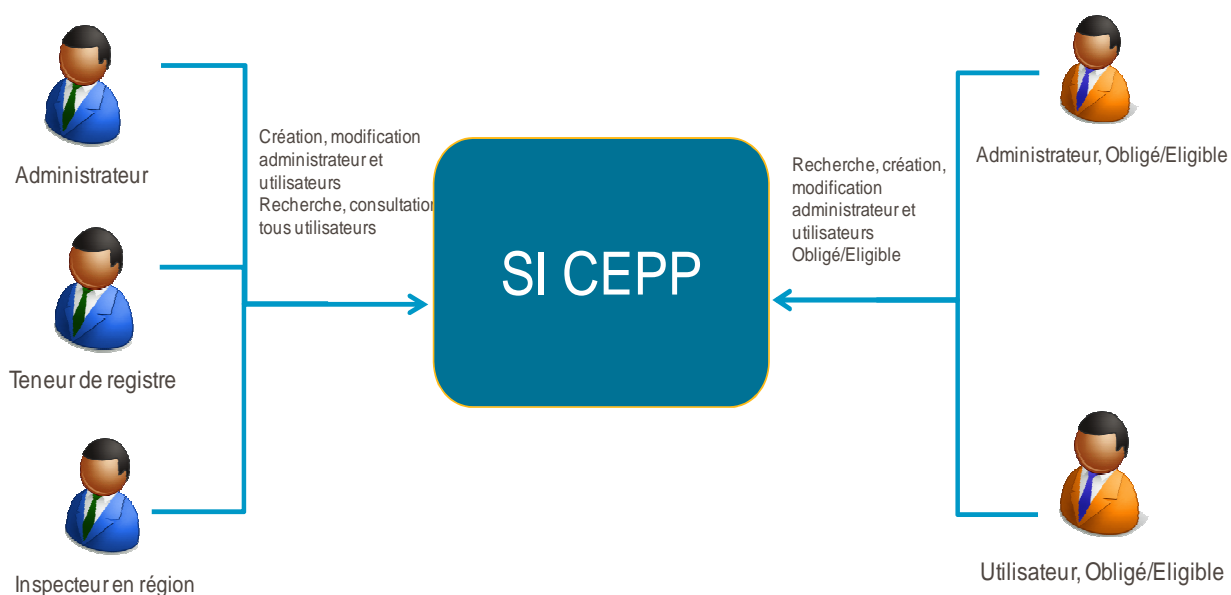 Administrateur
Teneur de registre
Inspecteur en région
Création, modification
administrateur et
utilisateurs
Recherche, consultation
tous utilisateurs
SI CEPP
Recherche, création,
modification
administrateur et
utilisateurs
Obligé/Eligible
Administrateur, Obligé/Eligible
Utilisateur, Obligé/Eligible